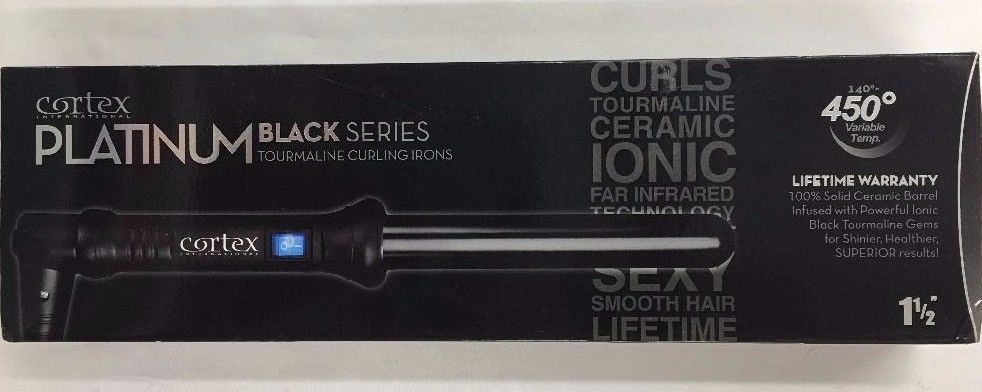 cortex
INTERNATIONAL
PLATINUM BLACK SERIES
TOURMALINE CURLING IRONS
cortex
INTERNATIONAL
CURLS
TOURMALINE
CERAMIC
IONIC
FAR INFRARED
TECHNOLOGY
SEXY
SMOOTH HAIR
LIFETIME
140°-
450°
Variable
Temp.
LIFETIME WARRANTY
100% Solid Ceramic Barrel
Infused with Powerful Ionic
Black Tourmaline Gems
for Shinier, Healthier,
SUPERIOR results!
1½"